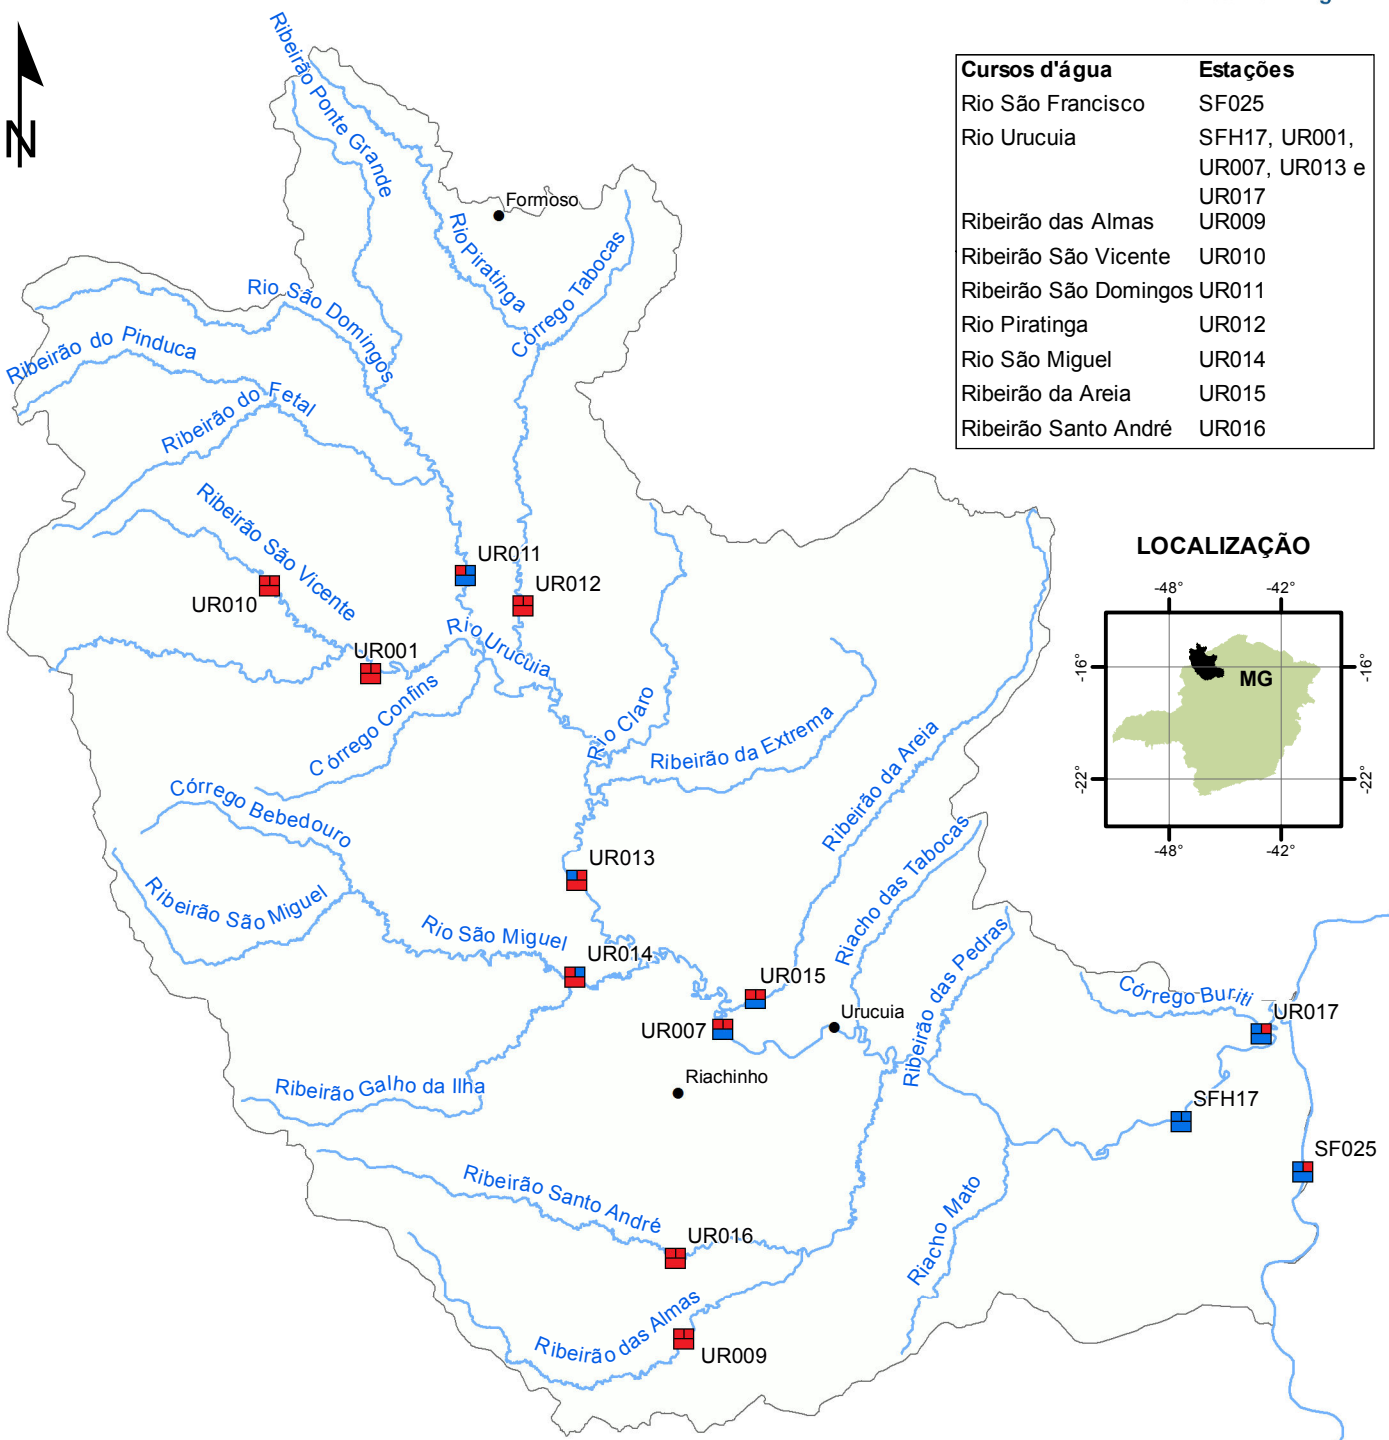 N
Cursos d'água Estações
Rio São Francisco SF025
Rio Urucuia SFH17, UR001,
UR007, UR013 e
UR017
Ribeirão das Almas UR009
Ribeirão São Vicente UR010
Ribeirão São Domingos UR011
Rio Piratinga UR012
Rio São Miguel UR014
Ribeirão da Areia UR015
Ribeirão Santo André UR016
Ribeirão Ponte Grande
Formoso
Rio Piratinga
Córrego Tabocas
Rio São Domingos
Ribeirão do Pinduca
Ribeirão do Fetal
Ribeirão São Vicente
UR011
UR012
UR010
UR001
Rio Urucuia
Córrego Confins
Rio Claro
Ribeirão da Extrema
Ribeirão da Areia
LOCALIZAÇÃO
-48° -42°
-16° -16°
MG
-22° -22°
-48° -42°
Córrego Bebedouro
Ribeirão São Miguel
UR013
Rio São Miguel
UR014
Riacho das Tabocas
Ribeirão das Pedras
UR015
UR007
Urucuia
Riachinho
Córrego Buriti
UR017
SFH17
SF025
Ribeirão Galho da Ilha
Ribeirão Santo André
UR016
Riacho Mato
Ribeirão das Almas
UR009